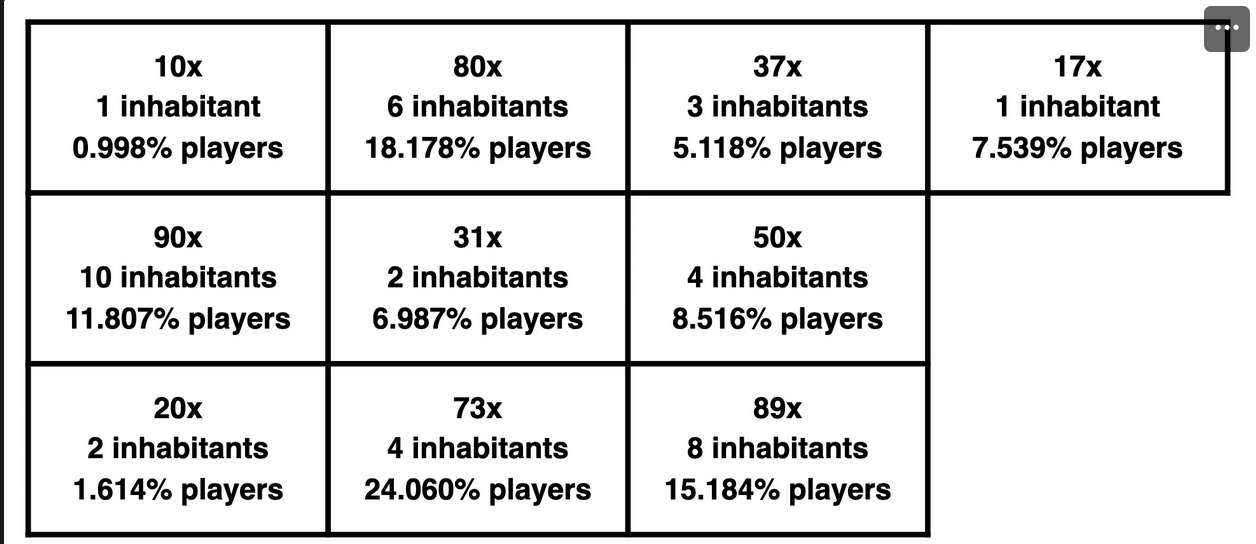 10x
1 inhabitant
0.998% players
80x
6 inhabitants
18.178% players
37x
3 inhabitants
5.118% players
17x
1 inhabitant
7.539% players
90x
10 inhabitants
11.807% players
31x
2 inhabitants
6.987% players
50x
4 inhabitants
8.516% players
20x
2 inhabitants
1.614% players
73x
4 inhabitants
24.060% players
89x
8 inhabitants
15.184% players